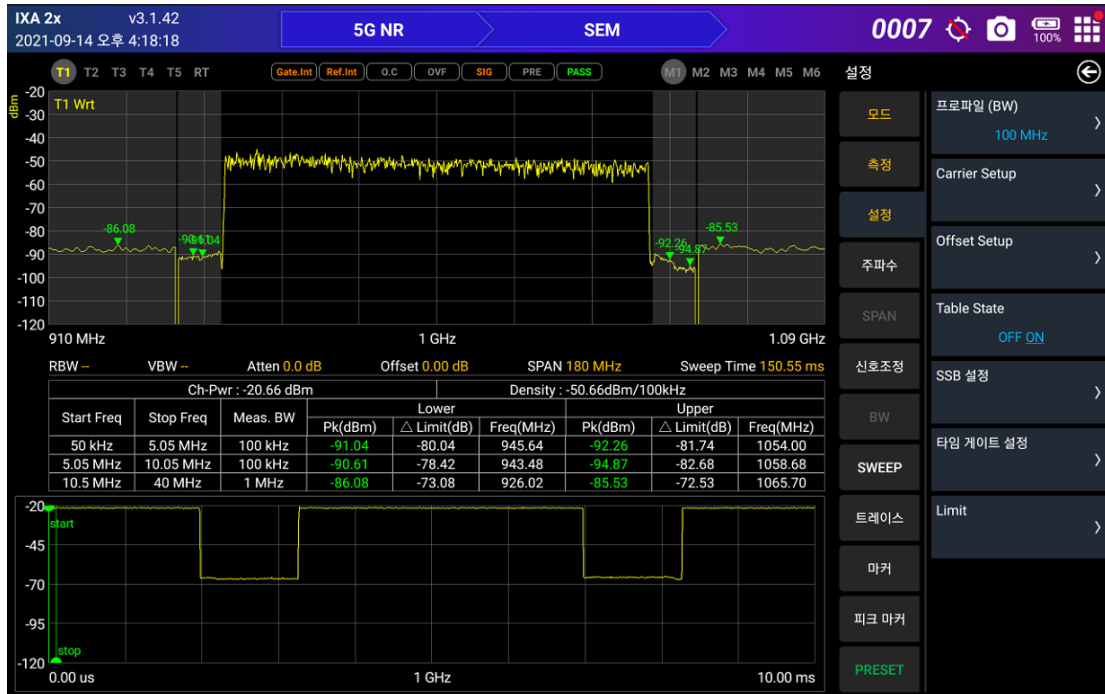 IXA 2x v3.1.42
2021-09-14 오후 4:18:18
5G NR
SEM
0007
100%
T1 T2 T3 T4 T5 RT
Gate.Int Ref.Int O.C OVF SIG PRE PASS
M1 M2 M3 M4 M5 M6
dBm
T1 Wrt
-20
-30
-40
-50
-60
-70
-80
-90
-100
-110
-120
-86.08
-90.61
-91.04
-92.26
-94.87
-85.53
910 MHz 1 GHz 1.09 GHz
RBW -- VBW -- Atten 0.0 dB Offset 0.00 dB SPAN 180 MHz Sweep Time 150.55 ms
Ch-Pwr : -20.66 dBm Density : -50.66dBm/100kHz
Start Freq Stop Freq Meas. BW Lower Upper
Pk(dBm) △ Limit(dB) Freq(MHz) Pk(dBm) △ Limit(dB) Freq(MHz)
50 kHz 5.05 MHz 100 kHz -91.04 -80.04 945.64 -92.26 -81.74 1054.00
5.05 MHz 10.05 MHz 100 kHz -90.61 -78.42 943.48 -94.87 -82.68 1058.68
10.5 MHz 40 MHz 1 MHz -86.08 -73.08 926.02 -85.53 -72.53 1065.70
-20
-45
-70
-95
-120
start
stop
0.00 us 1 GHz 10.00 ms
설정
모드
측정
설정
주파수
SPAN
신호조정
BW
SWEEP
트레이스
마커
피크 마커
PRESET
프로파일 (BW)
100 MHz
Carrier Setup
Offset Setup
Table State
OFF ON
SSB 설정
타임 게이트 설정
Limit